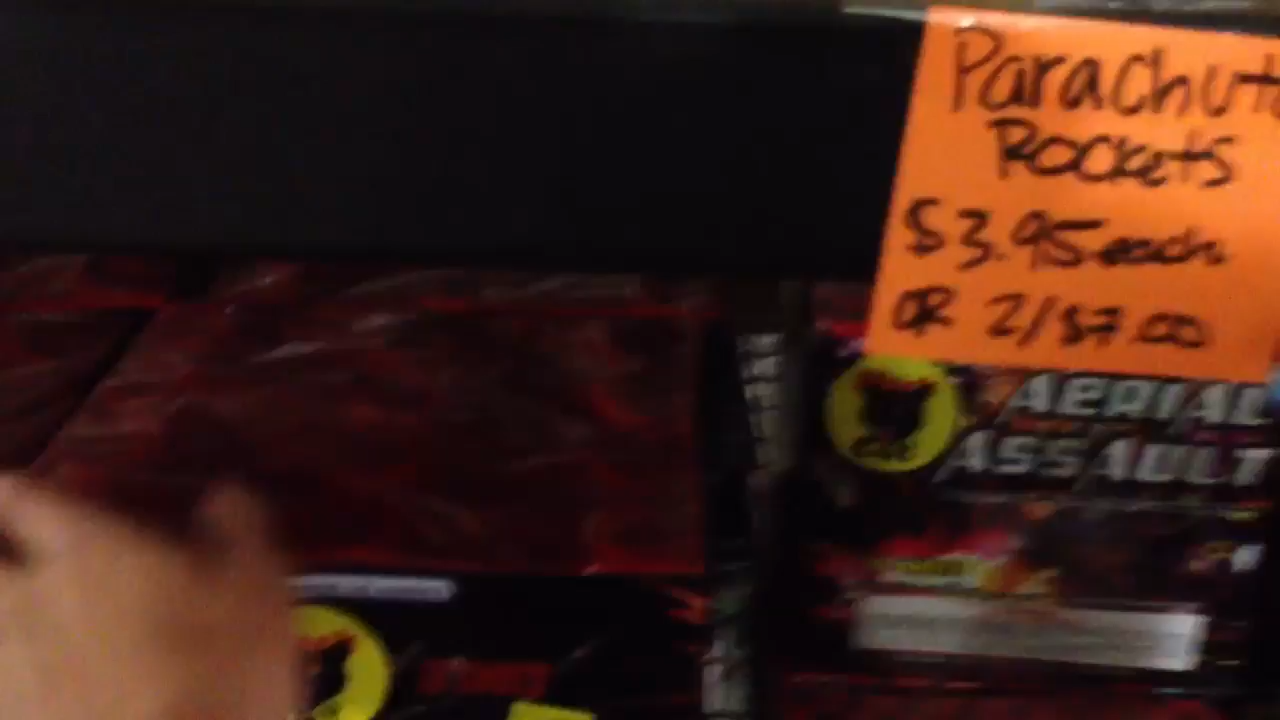 Parachute
Rockets
$3.95 each
OR 2/$7.00
AERIAL
ASSAULT